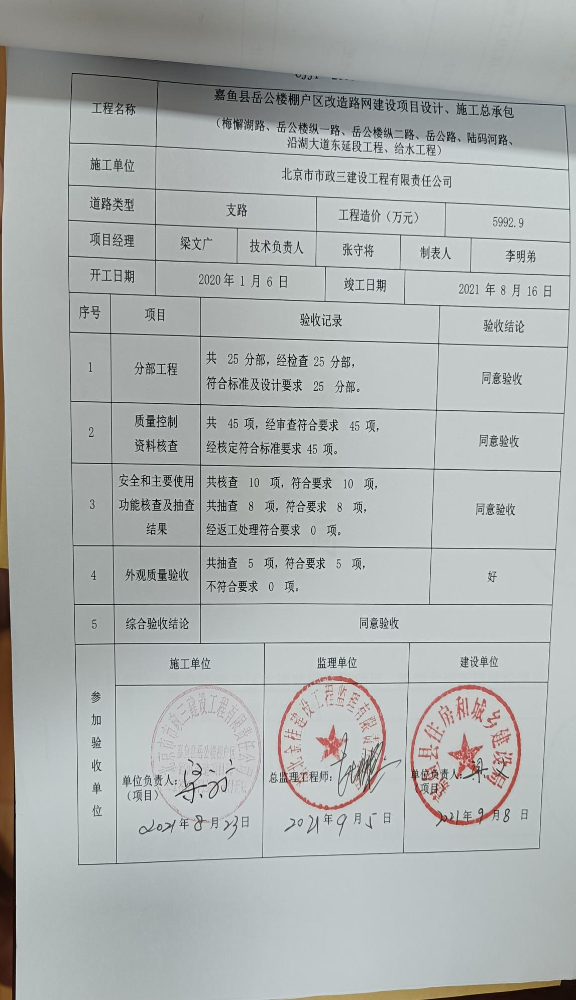 工程名称
嘉鱼县岳公楼棚户区改造路网建设项目设计、施工总承包
（梅懈湖路、岳公楼纵一路、岳公楼纵二路、岳公路、陆码河路、
沿湖大道东延段工程、给水工程）
施工单位 北京市市政三建设工程有限责任公司
道路类型 支路 工程造价（万元） 5992.9
项目经理 梁文广 技术负责人 张守将 制表人 李明弟
开工日期 2020年 1 月 6 日 竣工日期 2021 年 8 月 16 日
序号 项目 验收记录 验收结论
1 分部工程
共 25 分部，经检查 25 分部，
符合标准及设计要求 25 分部。
同意验收
2
质量控制
资料核查
共 45 项，经审查符合要求 45 项，
经核定符合标准要求 45 项。
同意验收
3
安全和主要使用
功能核查及抽查
结果
共核查 10 项，符合要求 10 项，
共抽查 8 项，符合要求 8 项，
经返工处理符合要求 0 项。
同意验收
4 外观质量验收
共抽查 5 项，符合要求 5 项，
不符合要求 0 项。
好
5 综合验收结论 同意验收
参加验收单位
施工单位 监理单位 建设单位
北京市市政三建设工程有限责任公司
嘉鱼县岳公楼棚户区
单位负责人：
（项目）
2021年8月23日
北金桂建设工程监理有限责
总监理工程师：
2021年9月5日
县住房和城乡建设局
单位负责人：
（项目）
2021年9月8日